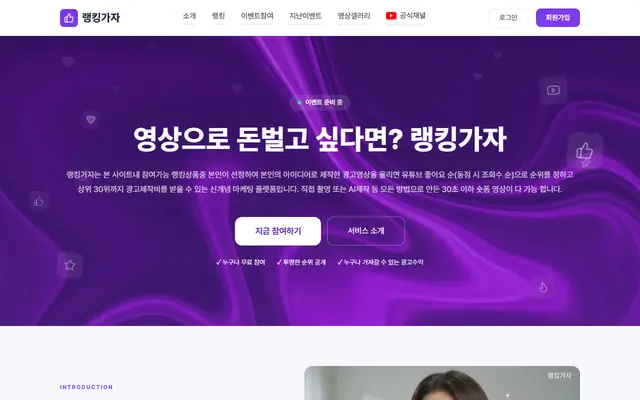 랭킹가자
소개
랭킹
이벤트참여
지난이벤트
영상갤러리
공식채널
로그인
회원가입
이벤트 준비 중
영상으로 돈벌고 싶다면? 랭킹가자
랭킹가자는 본 사이트내 참여가능 랭킹상품중 본인이 선정하여 본인의 아이디어로 제작한 광고영상을 올리면 유튜브 좋아요 순(동점 시 조회수 순)으로 순위를 정하고
상위 30위까지 광고제작비를 받을 수 있는 신개념 마케팅 플랫폼입니다. 직접 촬영 또는 AI제작 등 모든 방법으로 만든 30초 이하 숏폼 영상이 다 가능 합니다.
지금 참여하기
서비스 소개
✓ 누구나 무료 참여
✓ 투명한 순위 공개
✓ 누구나 가져갈 수 있는 광고수익
INTRODUCTION
랭킹가자